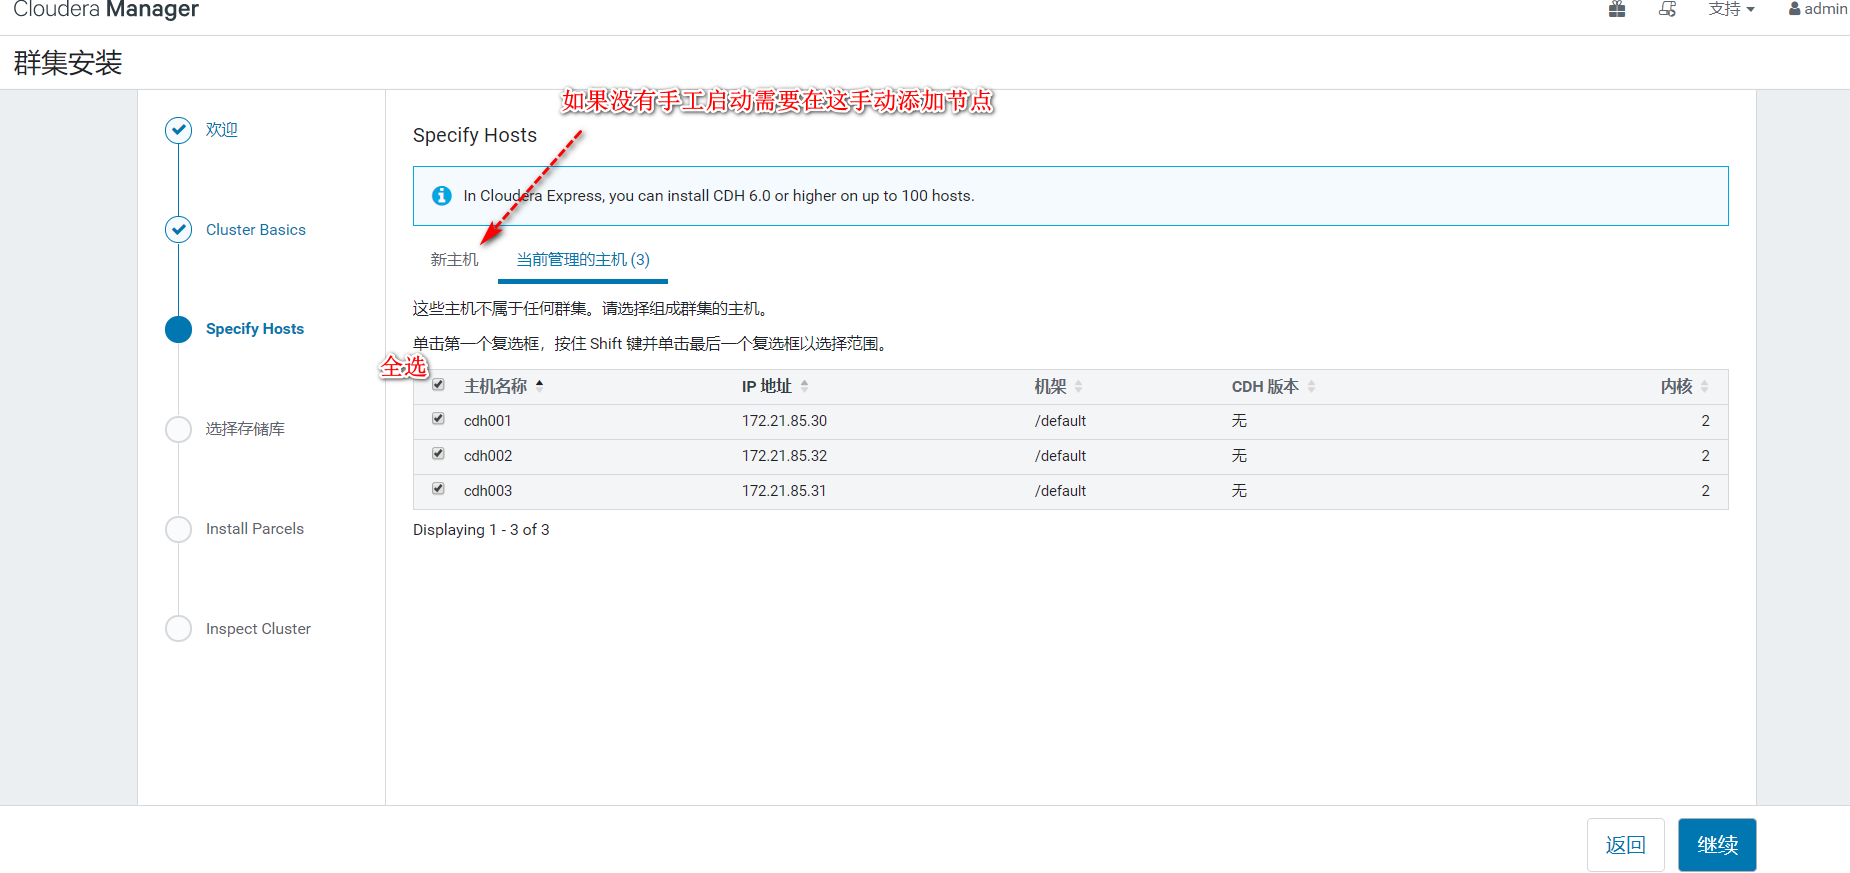 Cloudera Manager
支持
admin
群集安装
如果没有手工启动需要在这手动添加节点
欢迎
Cluster Basics
Specify Hosts
选择存储库
Install Parcels
Inspect Cluster
Specify Hosts
In Cloudera Express, you can install CDH 6.0 or higher on up to 100 hosts.
新主机 当前管理的主机 (3)
这些主机不属于任何群集。请选择组成群集的主机。
单击第一个复选框，按住 Shift 键并单击最后一个复选框以选择范围。
全选
主机名称 IP 地址 机架 CDH 版本 内核
cdh001 172.21.85.30 /default 无 2
cdh002 172.21.85.32 /default 无 2
cdh003 172.21.85.31 /default 无 2
Displaying 1 - 3 of 3
返回 继续